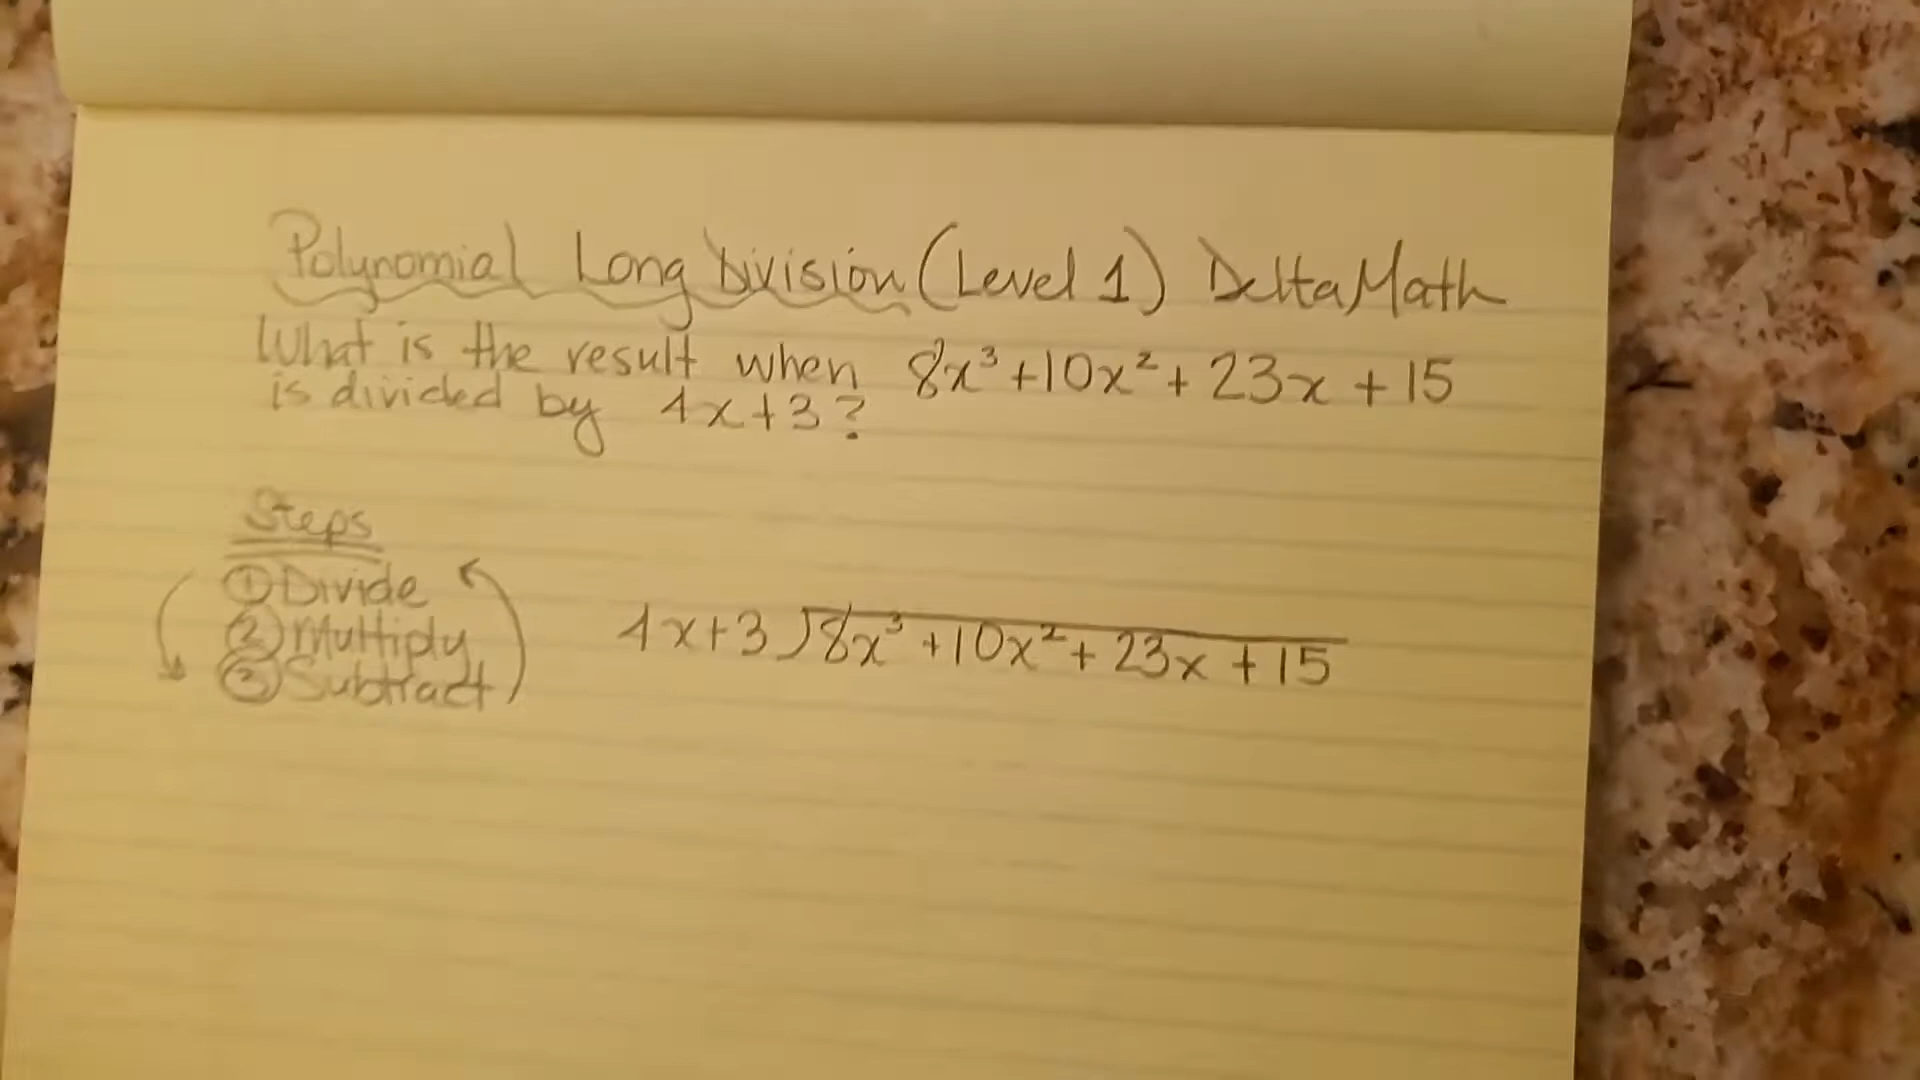 Polynomial Long Division (Level 1) DeltaMath
What is the result when 8x³ + 10x² + 23x + 15
is divided by 4x + 3?
Steps
① Divide
② Multiply
③ Subtract
4x + 3 ⟌ 8x³ + 10x² + 23x + 15